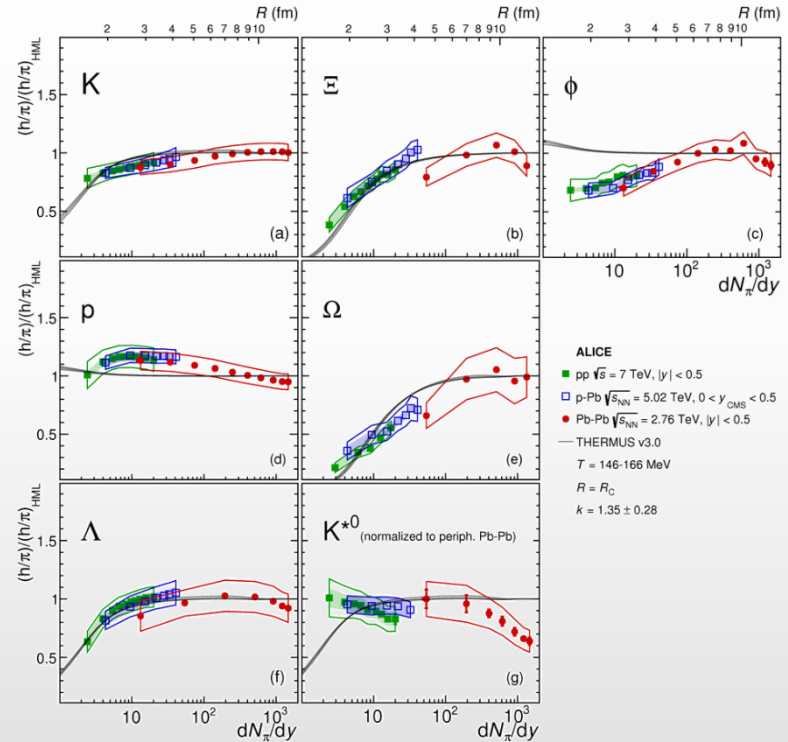 R (fm) R (fm) R (fm)
2 3 4 5 6 7 8 9 10 2 3 4 5 6 7 8 9 10 2 3 4 5 6 7 8 9 10
(h/π)/(h/π)HML
1.5
1
0.5
K
(a)
Ξ
(b)
ϕ
(c)
10 10² 10³
dNπ/dy
(h/π)/(h/π)HML
1.5
1
0.5
p
(d)
Ω
(e)
ALICE
pp √s = 7 TeV, |y| < 0.5
p-Pb √sNN = 5.02 TeV, 0 < yCMS < 0.5
Pb-Pb √sNN = 2.76 TeV, |y| < 0.5
THERMUS v3.0
T = 146-166 MeV
R = RC
k = 1.35 ± 0.28
(h/π)/(h/π)HML
1.5
1
0.5
Λ
(f)
K*0 (normalized to periph. Pb-Pb)
(g)
10 10² 10³ 10 10² 10³
dNπ/dy dNπ/dy